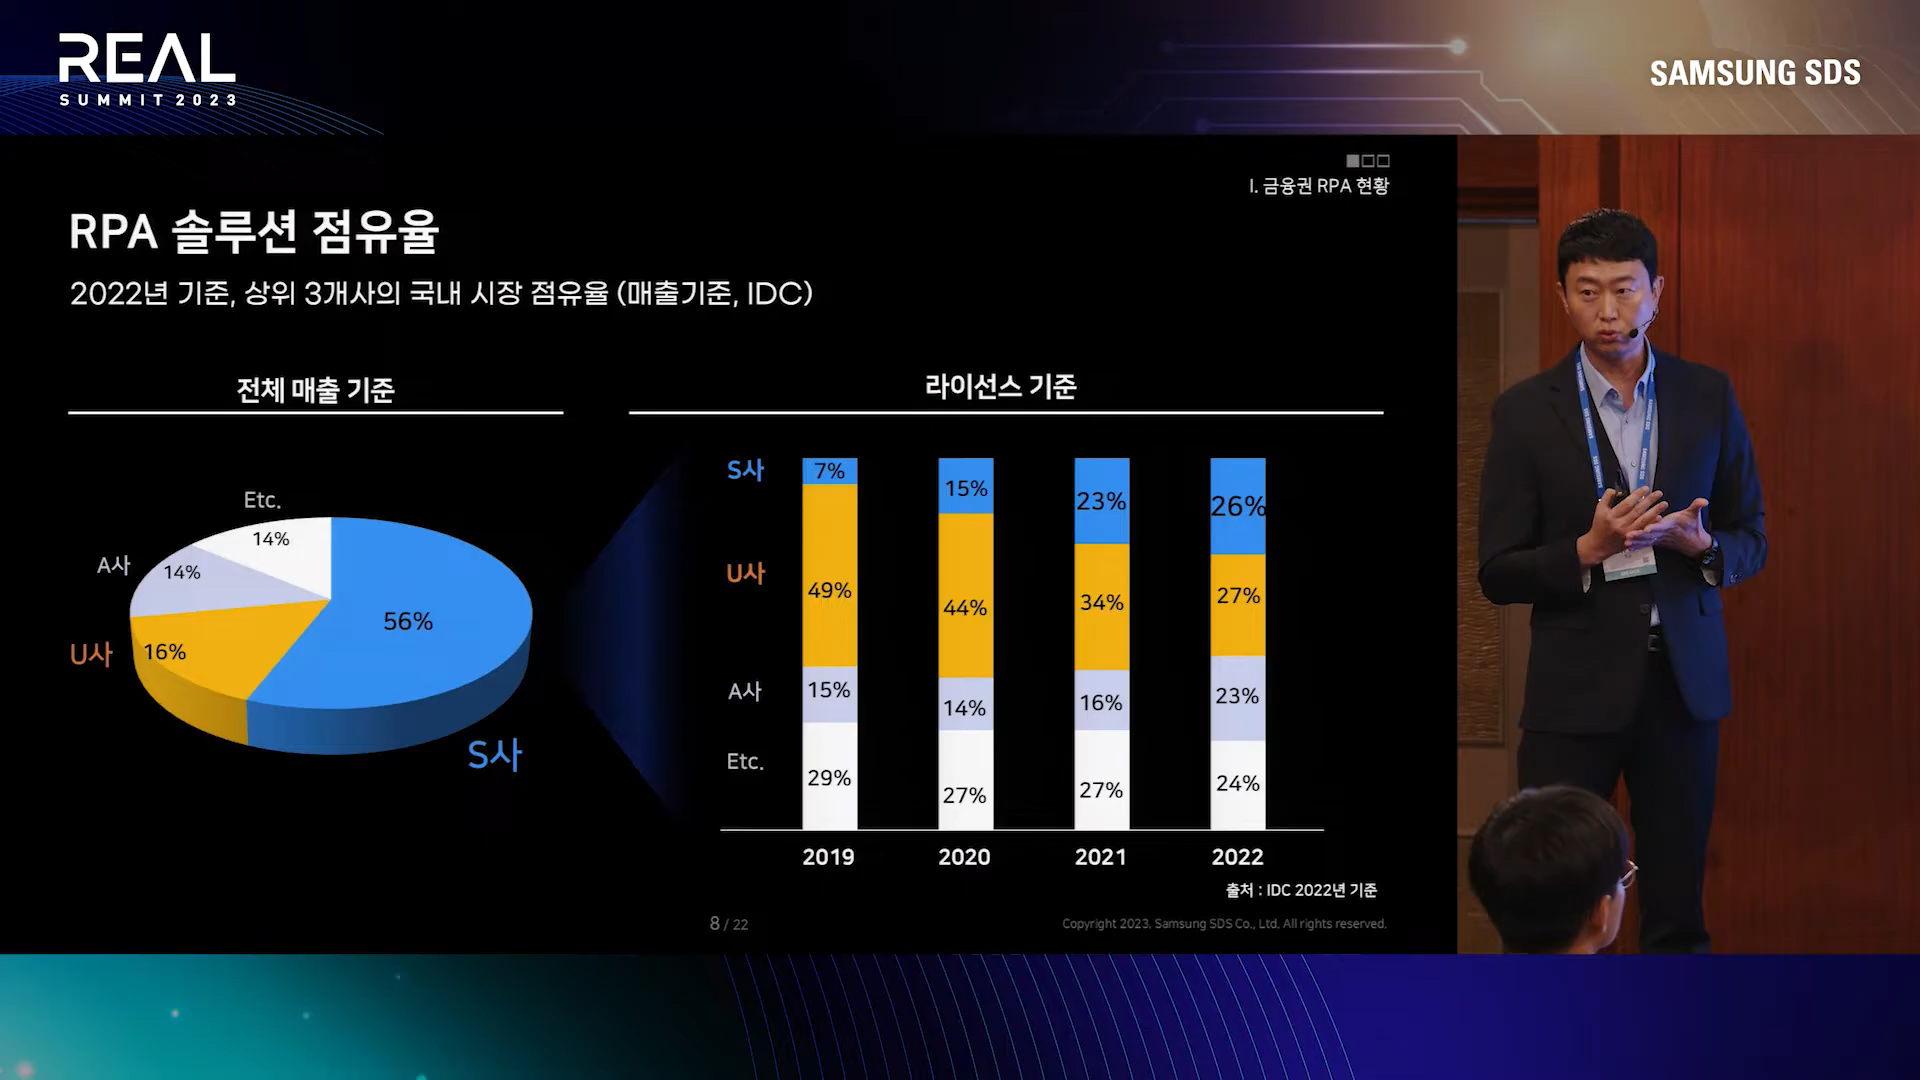 REAL
SUMMIT 2023
SAMSUNG SDS
I. 금융권 RPA 현황
RPA 솔루션 점유율
2022년 기준, 상위 3개사의 국내 시장 점유율 (매출기준, IDC)
전체 매출 기준
Etc.
14%
A사
14%
56%
U사
16%
S사
라이선스 기준
S사
7%
15%
23%
26%
U사
49%
44%
34%
27%
A사
15%
14%
16%
23%
Etc.
29%
27%
27%
24%
2019
2020
2021
2022
출처 : IDC 2022년 기준
8 / 22
Copyright 2023. Samsung SDS Co., Ltd. All rights reserved.